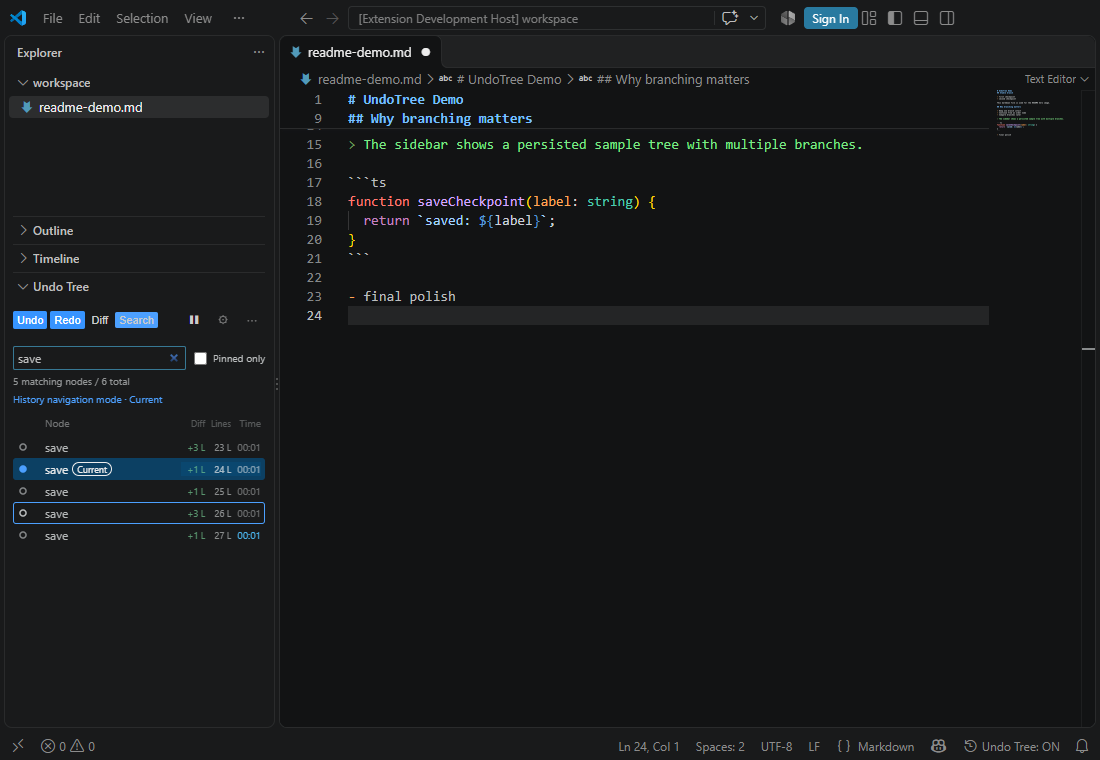 File Edit Selection View ···
[Extension Development Host] workspace
Sign In
Explorer ···
workspace
readme-demo.md
Outline
Timeline
Undo Tree
Undo Redo Diff Search ···
save
Pinned only
5 matching nodes / 6 total
History navigation mode · Current
Node Diff Lines Time
save +3 L 23 L 00:01
save Current +1 L 24 L 00:01
save +1 L 25 L 00:01
save +3 L 26 L 00:01
save +1 L 27 L 00:01
readme-demo.md
readme-demo.md > abc # UndoTree Demo > abc ## Why branching matters
Text Editor
1 # UndoTree Demo
9 ## Why branching matters
15 > The sidebar shows a persisted sample tree with multiple branches.
16
17 ```ts
18 function saveCheckpoint(label: string) {
19 return `saved: ${label}`;
20 }
21 ```
22
23 - final polish
24
0 0
Ln 24, Col 1 Spaces: 2 UTF-8 LF { } Markdown Undo Tree: ON